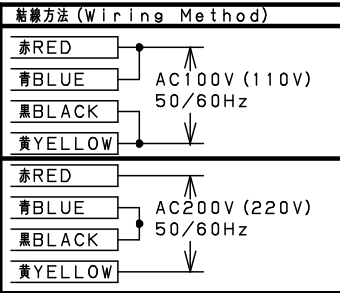 結線方法(Wiring Method)
赤RED
青BLUE
AC100V(110V)
黒BLACK
50/60Hz
黄YELLOW
赤RED
青BLUE
AC200V(220V)
50/60Hz
黒BLACK
黄YELLOW